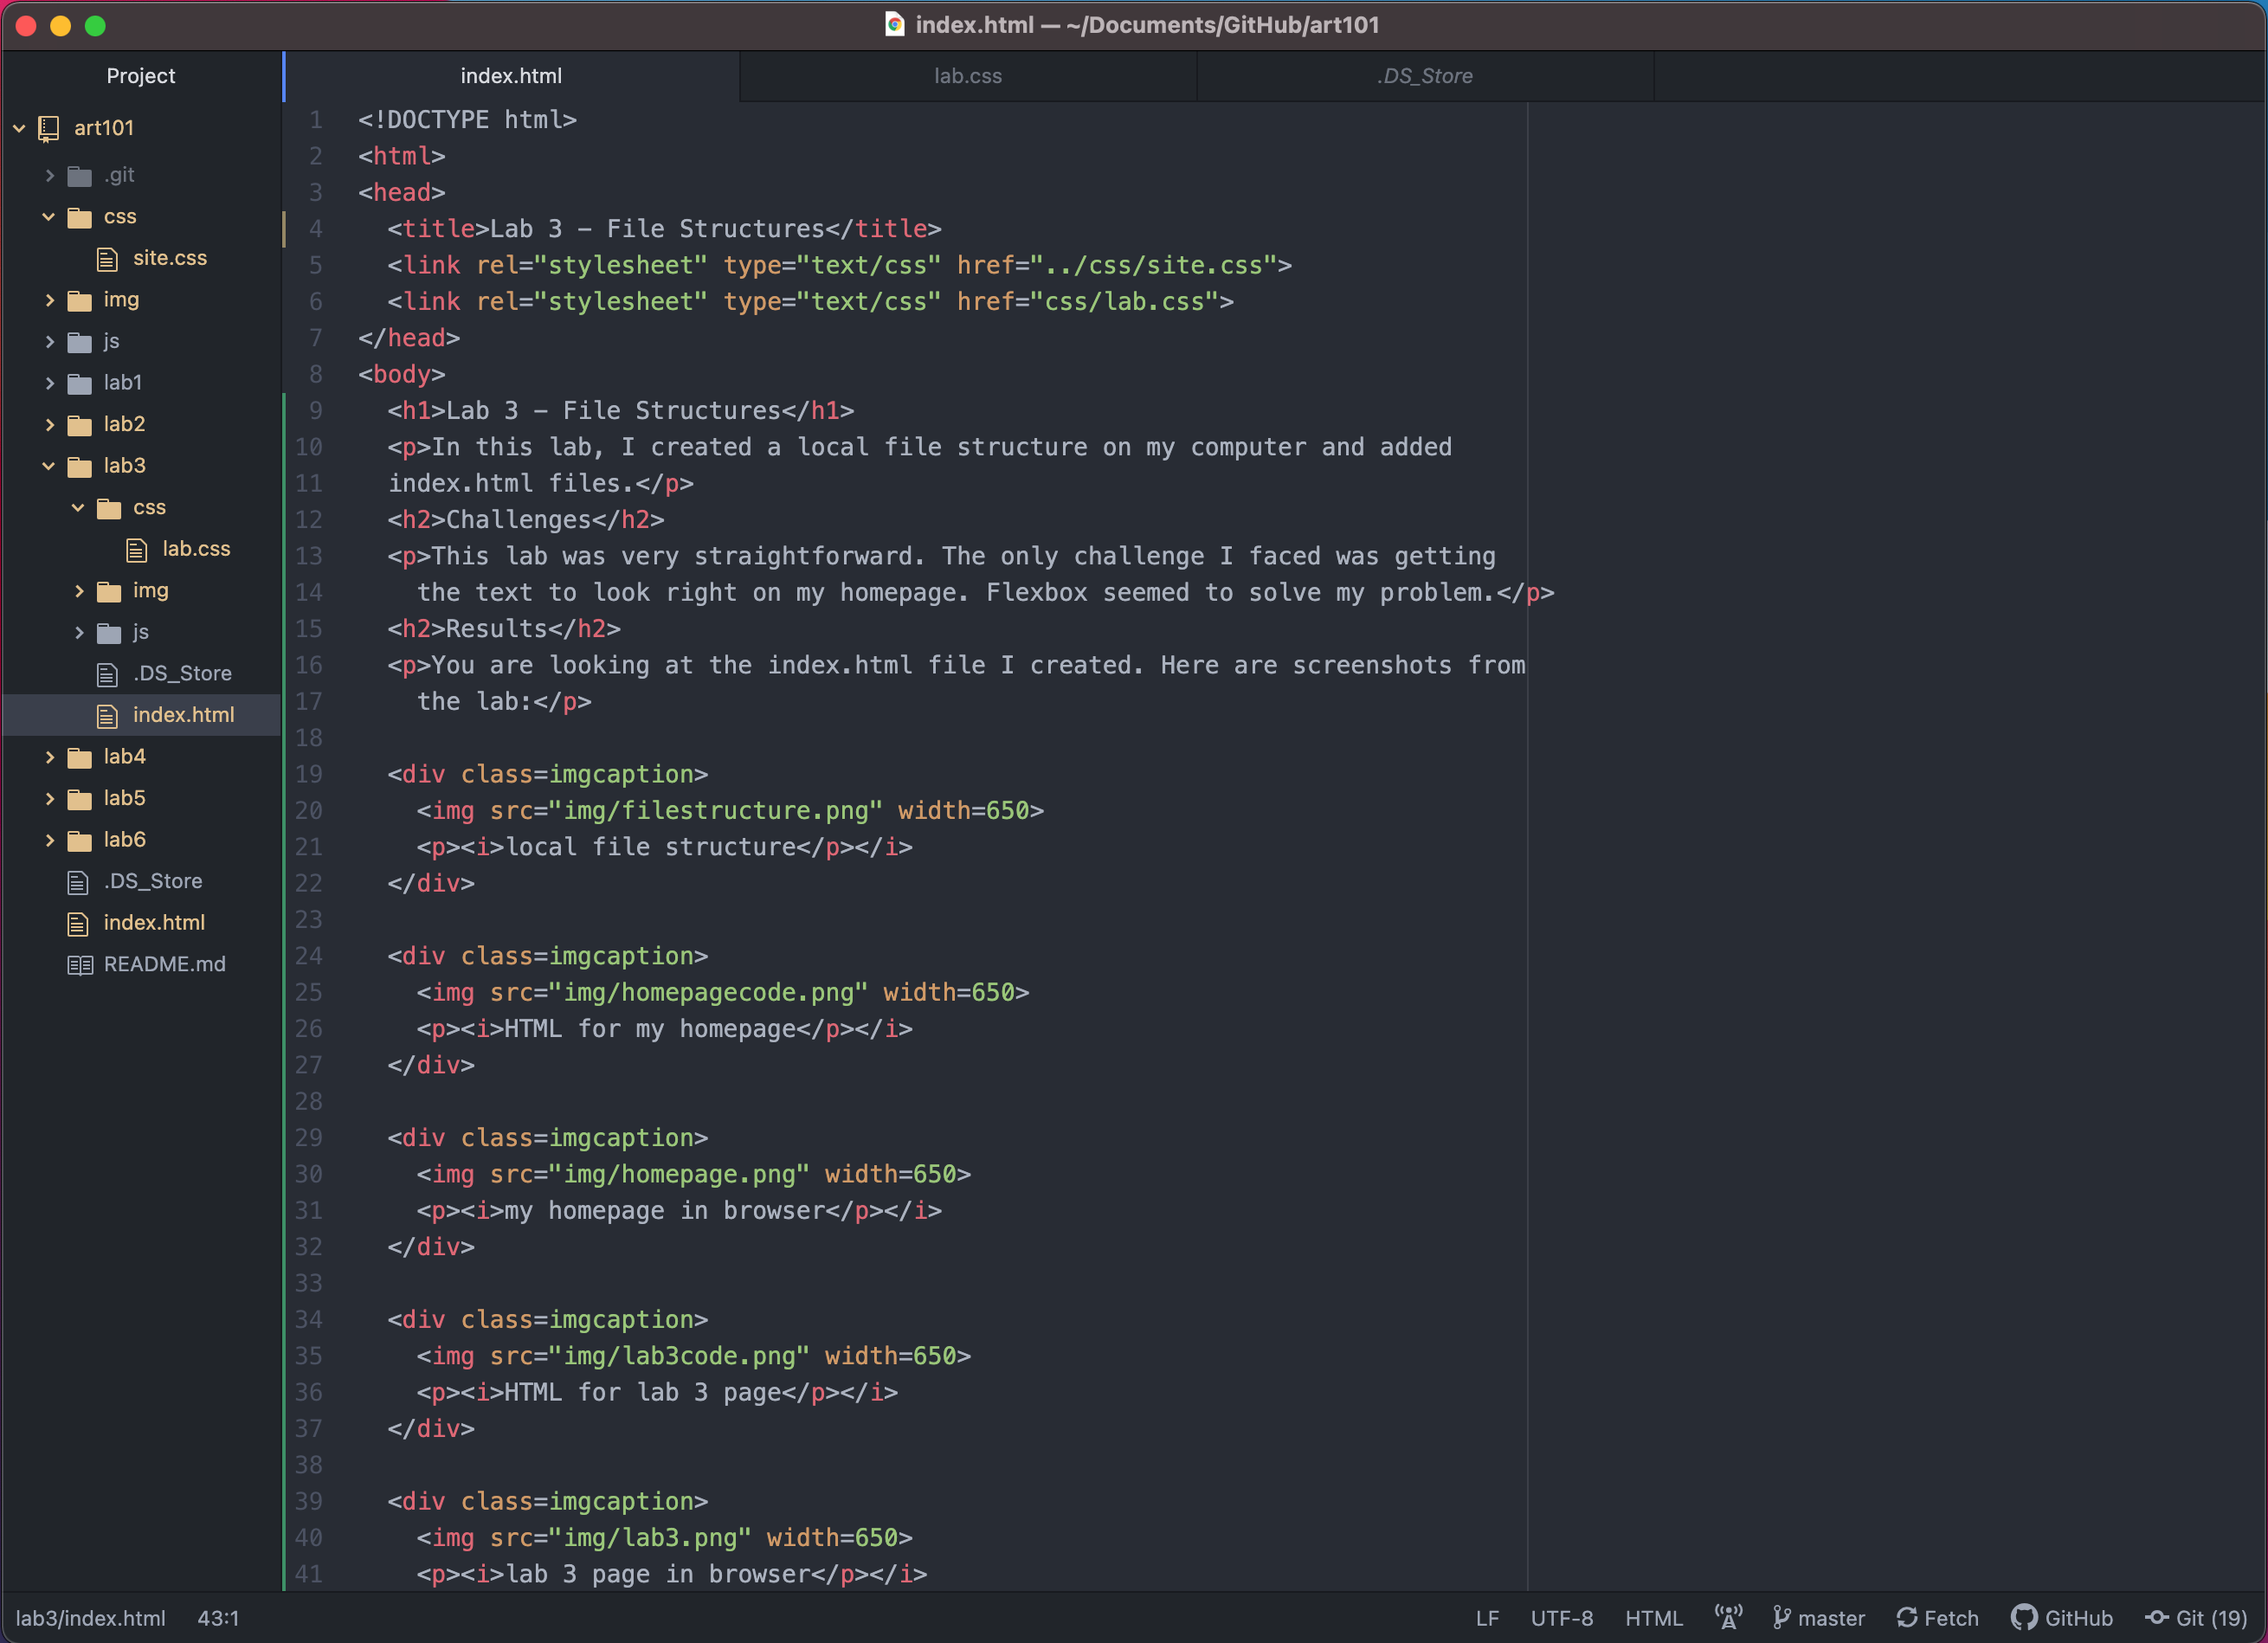 index.html — ~/Documents/GitHub/art101
Project
art101
.git
css
site.css
img
js
lab1
lab2
lab3
css
lab.css
img
js
.DS_Store
index.html
lab4
lab5
lab6
.DS_Store
index.html
README.md
index.html
lab.css
.DS_Store
1 <!DOCTYPE html>
2 <html>
3 <head>
4   <title>Lab 3 - File Structures</title>
5   <link rel="stylesheet" type="text/css" href="../css/site.css">
6   <link rel="stylesheet" type="text/css" href="css/lab.css">
7 </head>
8 <body>
9   <h1>Lab 3 - File Structures</h1>
10   <p>In this lab, I created a local file structure on my computer and added
11   index.html files.</p>
12   <h2>Challenges</h2>
13   <p>This lab was very straightforward. The only challenge I faced was getting
14     the text to look right on my homepage. Flexbox seemed to solve my problem.</p>
15   <h2>Results</h2>
16   <p>You are looking at the index.html file I created. Here are screenshots from
17     the lab:</p>
18
19   <div class=imgcaption>
20     <img src="img/filestructure.png" width=650>
21     <p><i>local file structure</p></i>
22   </div>
23
24   <div class=imgcaption>
25     <img src="img/homepagecode.png" width=650>
26     <p><i>HTML for my homepage</p></i>
27   </div>
28
29   <div class=imgcaption>
30     <img src="img/homepage.png" width=650>
31     <p><i>my homepage in browser</p></i>
32   </div>
33
34   <div class=imgcaption>
35     <img src="img/lab3code.png" width=650>
36     <p><i>HTML for lab 3 page</p></i>
37   </div>
38
39   <div class=imgcaption>
40     <img src="img/lab3.png" width=650>
41     <p><i>lab 3 page in browser</p></i>
lab3/index.html 43:1 LF UTF-8 HTML master Fetch GitHub Git (19)